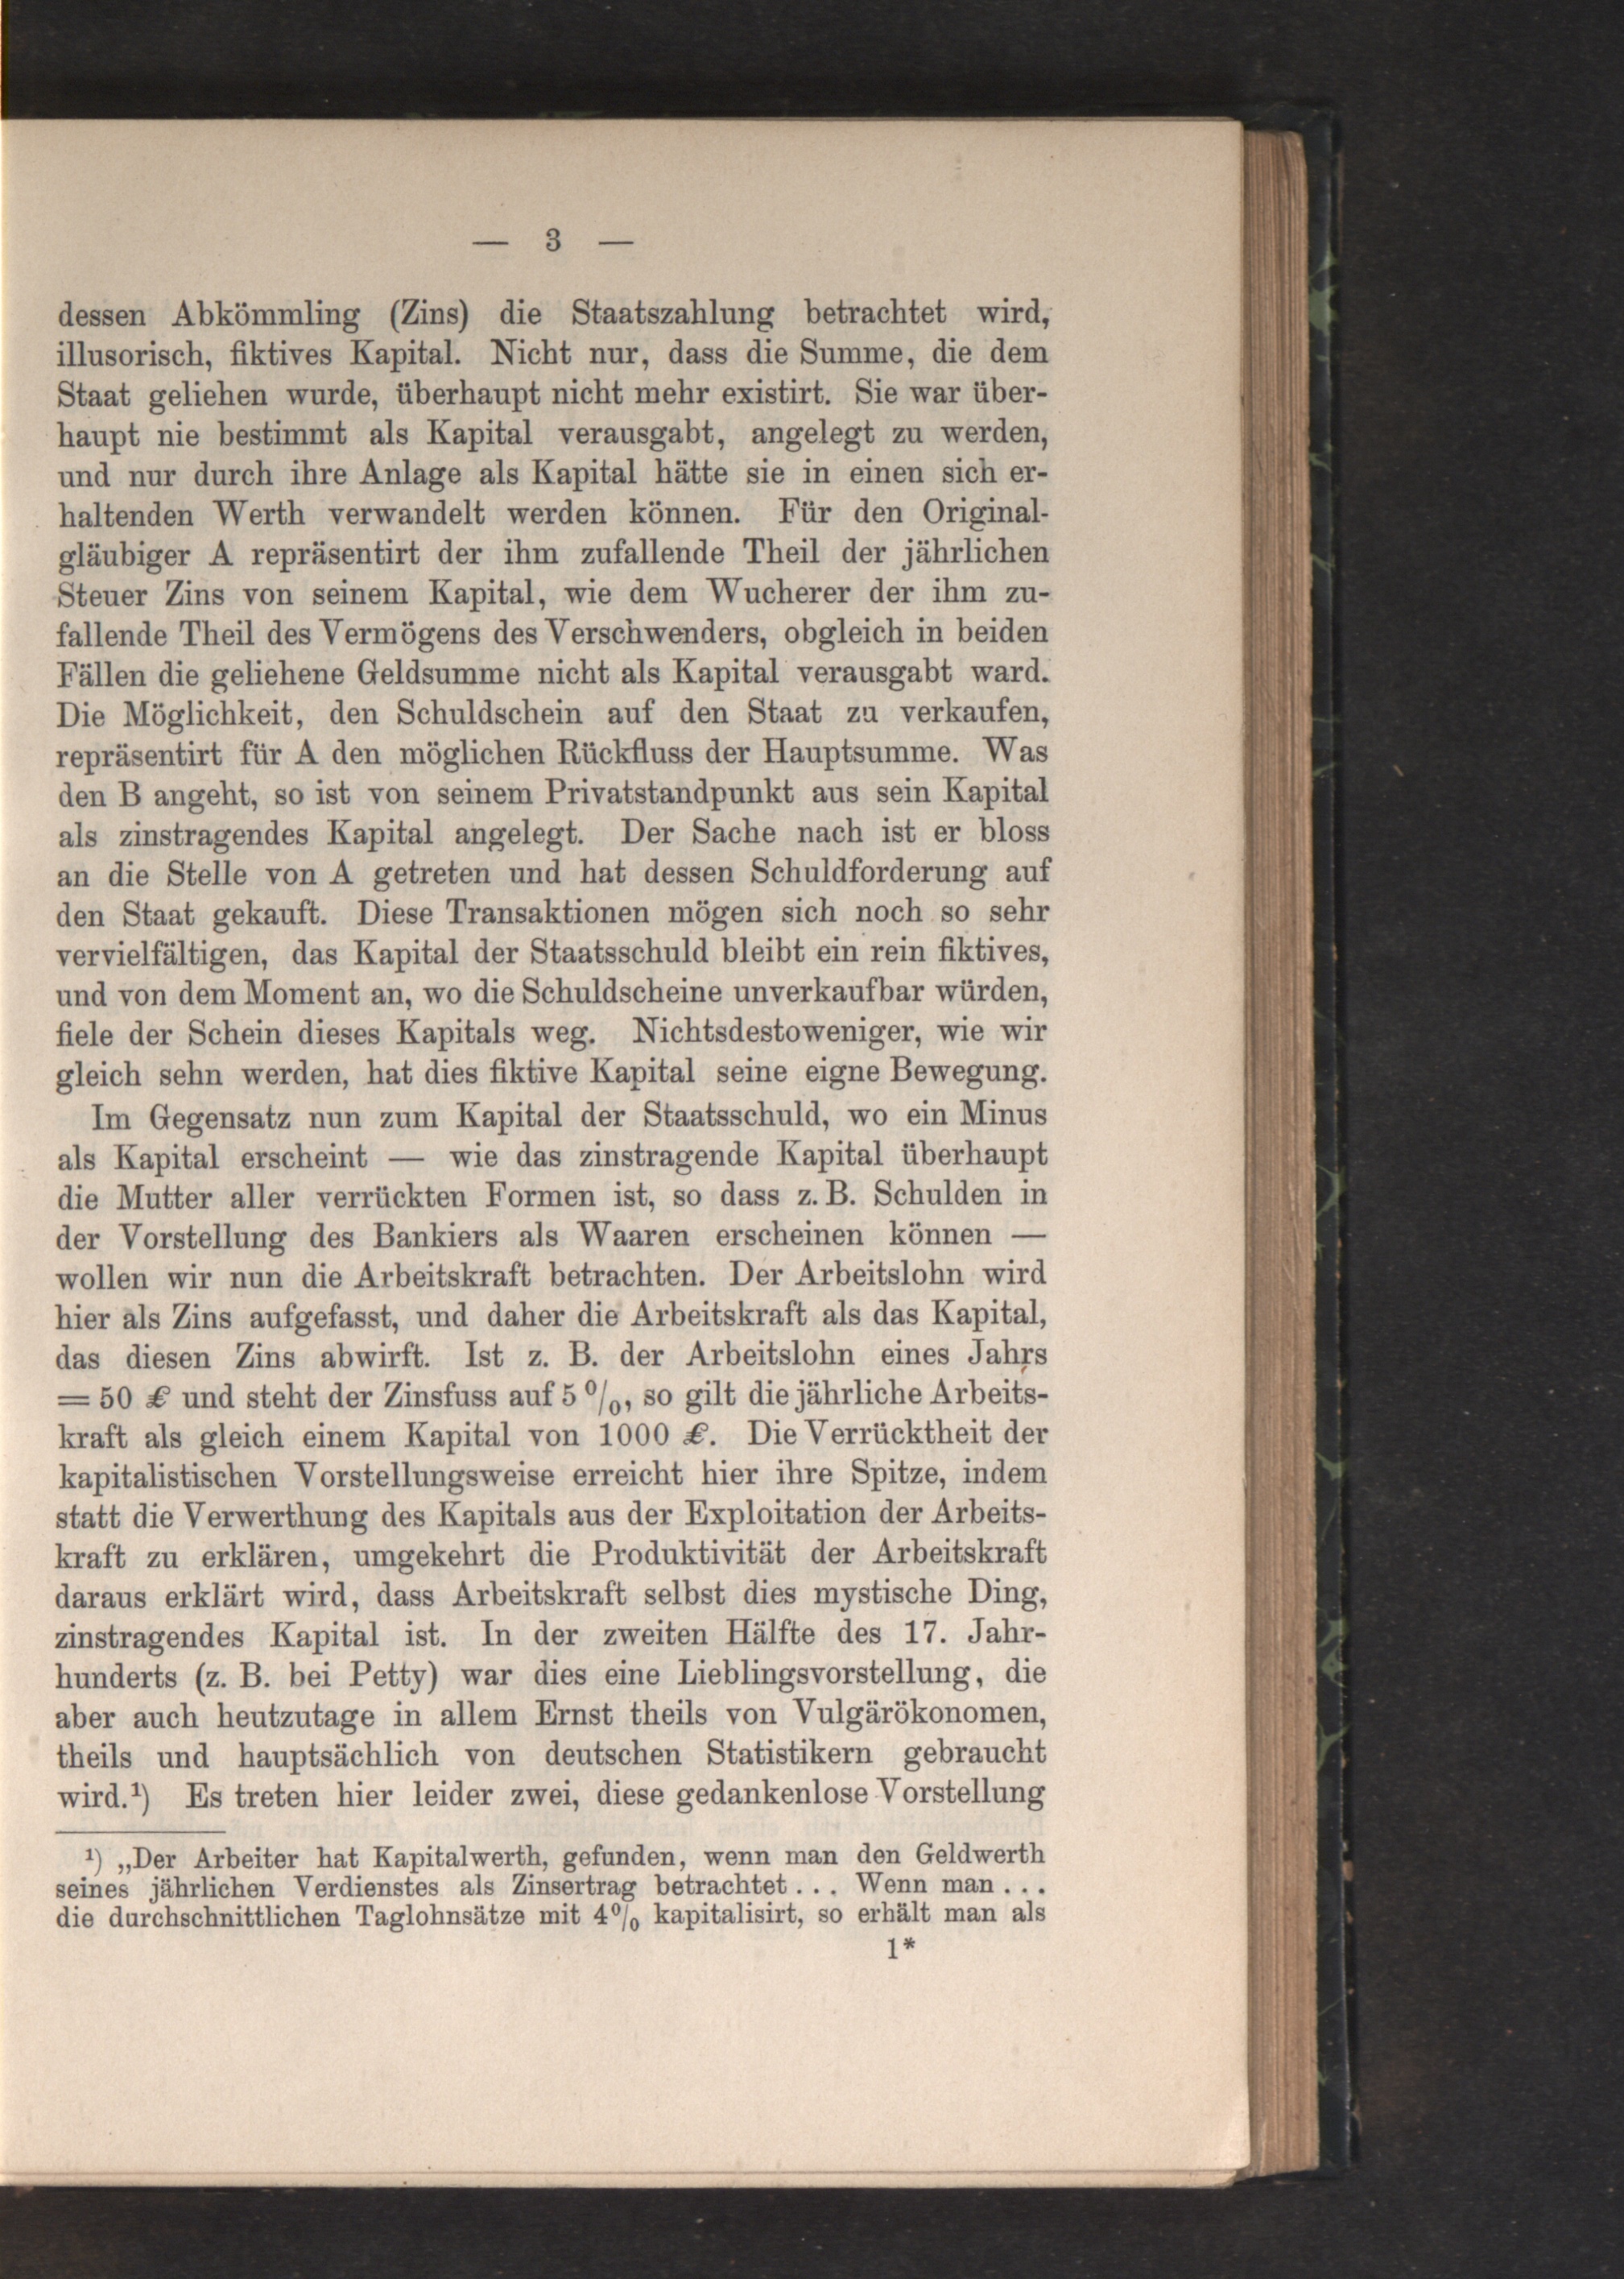 — 3 —
dessen Abkömmling (Zins) die Staatszahlung betrachtet wird,
illusorisch, fiktives Kapital. Nicht nur, dass die Summe, die dem
Staat geliehen wurde, überhaupt nicht mehr existirt. Sie war über-
haupt nie bestimmt als Kapital verausgabt, angelegt zu werden,
und nur durch ihre Anlage als Kapital hätte sie in einen sich er-
haltenden Werth verwandelt werden können. Für den Original-
gläubiger A repräsentirt der ihm zufallende Theil der jährlichen
Steuer Zins von seinem Kapital, wie dem Wucherer der ihm zu-
fallende Theil des Vermögens des Verschwenders, obgleich in beiden
Fällen die geliehene Geldsumme nicht als Kapital verausgabt ward.
Die Möglichkeit, den Schuldschein auf den Staat zu verkaufen,
repräsentirt für A den möglichen Rückfluss der Hauptsumme. Was
den B angeht, so ist von seinem Privatstandpunkt aus sein Kapital
als zinstragendes Kapital angelegt. Der Sache nach ist er bloss
an die Stelle von A getreten und hat dessen Schuldforderung auf
den Staat gekauft. Diese Transaktionen mögen sich noch so sehr
vervielfältigen, das Kapital der Staatsschuld bleibt ein rein fiktives,
und von dem Moment an, wo die Schuldscheine unverkaufbar würden,
fiele der Schein dieses Kapitals weg. Nichtsdestoweniger, wie wir
gleich sehn werden, hat dies fiktive Kapital seine eigne Bewegung.
Im Gegensatz nun zum Kapital der Staatsschuld, wo ein Minus
als Kapital erscheint — wie das zinstragende Kapital überhaupt
die Mutter aller verrückten Formen ist, so dass z. B. Schulden in
der Vorstellung des Bankiers als Waaren erscheinen können —
wollen wir nun die Arbeitskraft betrachten. Der Arbeitslohn wird
hier als Zins aufgefasst, und daher die Arbeitskraft als das Kapital,
das diesen Zins abwirft. Ist z. B. der Arbeitslohn eines Jahrs
= 50 £ und steht der Zinsfuss auf 5 %, so gilt die jährliche Arbeits-
kraft als gleich einem Kapital von 1000 £. Die Verrücktheit der
kapitalistischen Vorstellungsweise erreicht hier ihre Spitze, indem
statt die Verwerthung des Kapitals aus der Exploitation der Arbeits-
kraft zu erklären, umgekehrt die Produktivität der Arbeitskraft
daraus erklärt wird, dass Arbeitskraft selbst dies mystische Ding,
zinstragendes Kapital ist. In der zweiten Hälfte des 17. Jahr-
hunderts (z. B. bei Petty) war dies eine Lieblingsvorstellung, die
aber auch heutzutage in allem Ernst theils von Vulgärökonomen,
theils und hauptsächlich von deutschen Statistikern gebraucht
wird.¹) Es treten hier leider zwei, diese gedankenlose Vorstellung
¹) „Der Arbeiter hat Kapitalwerth, gefunden, wenn man den Geldwerth
seines jährlichen Verdienstes als Zinsertrag betrachtet . . . Wenn man . . .
die durchschnittlichen Taglohnsätze mit 4% kapitalisirt, so erhält man als
1*